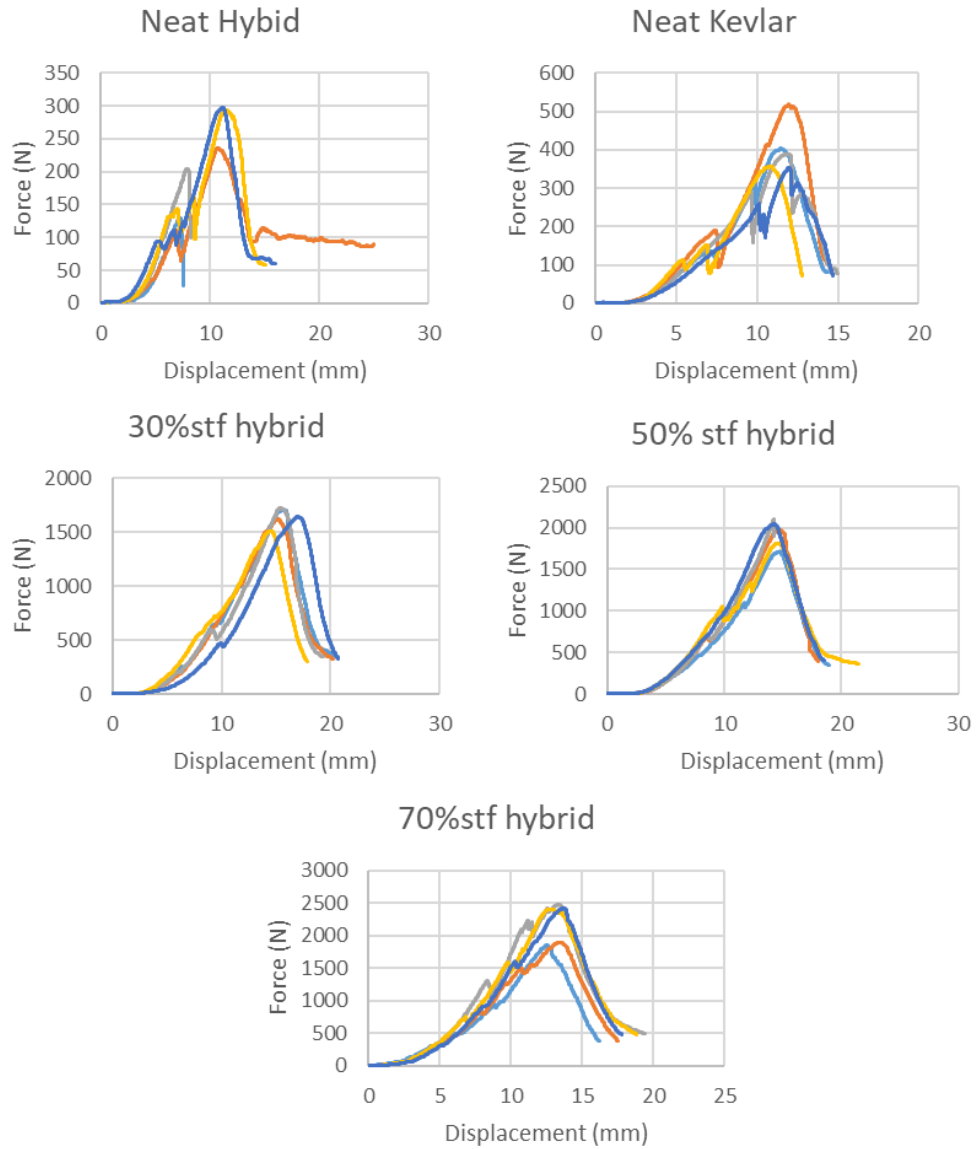 Neat Hybid
350
300
250
200
150
100
50
0
Force (N)
0 10 20 30
Displacement (mm)
Neat Kevlar
600
500
400
300
200
100
0
Force (N)
0 5 10 15 20
Displacement (mm)
30%stf hybrid
2000
1500
1000
500
0
Force (N)
0 10 20 30
Displacement (mm)
50% stf hybrid
2500
2000
1500
1000
500
0
Force (N)
0 10 20 30
Displacement (mm)
70%stf hybrid
3000
2500
2000
1500
1000
500
0
Force (N)
0 5 10 15 20 25
Displacement (mm)